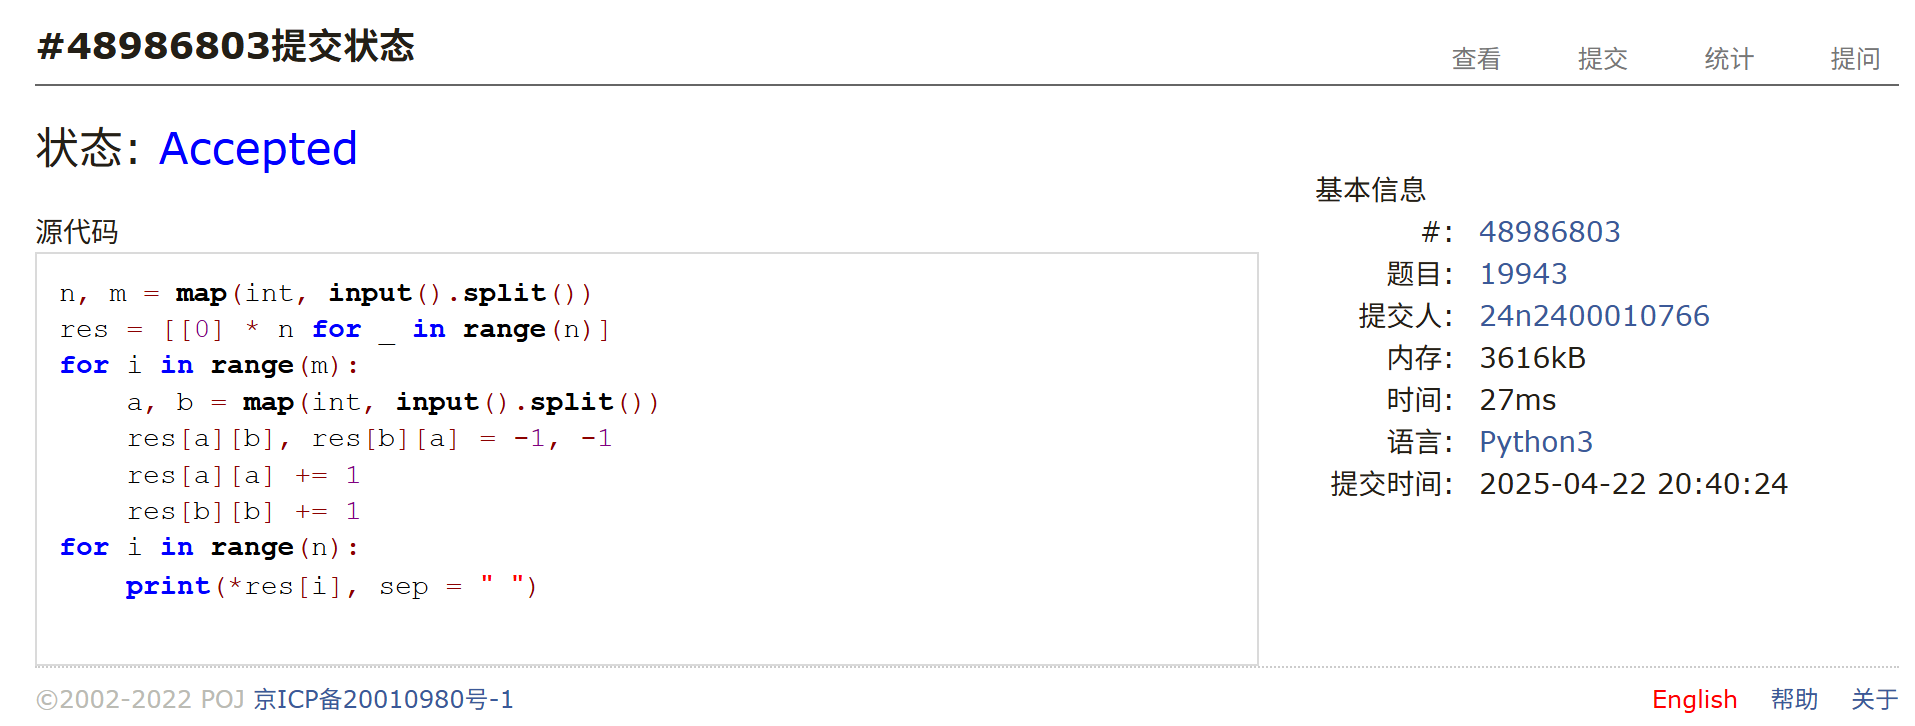 #48986803提交状态
查看 提交 统计 提问
状态: Accepted
源代码
n, m = map(int, input().split())
res = [[0] * n for _ in range(n)]
for i in range(m):
    a, b = map(int, input().split())
    res[a][b], res[b][a] = -1, -1
    res[a][a] += 1
    res[b][b] += 1
for i in range(n):
    print(*res[i], sep = " ")
基本信息
#: 48986803
题目: 19943
提交人: 24n2400010766
内存: 3616kB
时间: 27ms
语言: Python3
提交时间: 2025-04-22 20:40:24
©2002-2022 POJ 京ICP备20010980号-1
English 帮助 关于